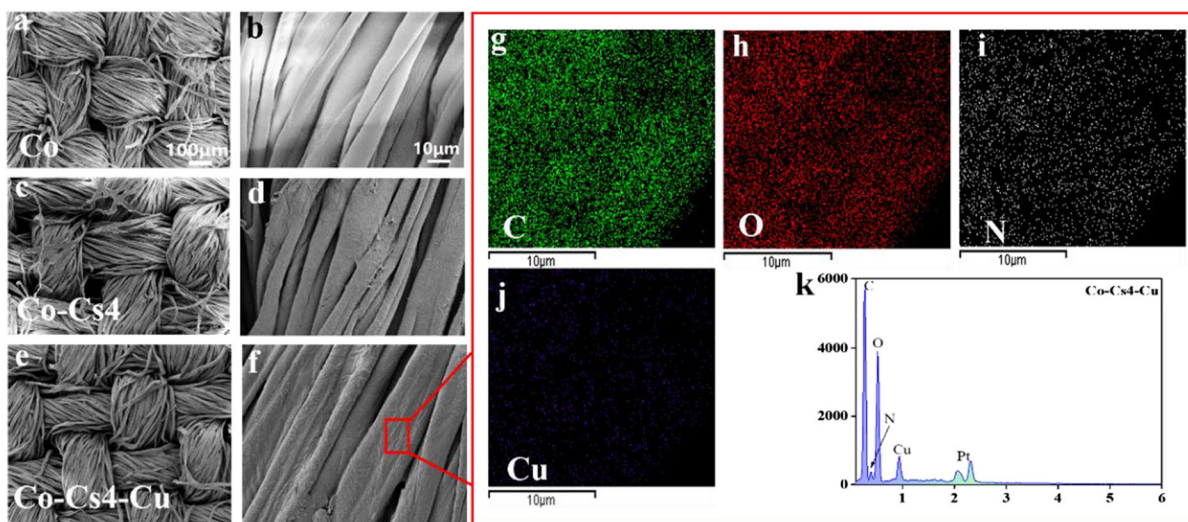 a
Co
100μm
b
10μm
c
Co-Cs4
d
e
Co-Cs4-Cu
f
g
C
10μm
h
O
10μm
i
N
10μm
j
Cu
10μm
k
Co-Cs4-Cu
6000
4000
2000
0
C
O
N
Cu
Pt
1 2 3 4 5 6